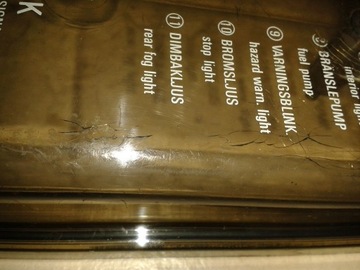 interior
⑧ BRÄNSLEPUMP
fuel pump
⑨ VARNINGSBLINK.
hazard warn. light
⑩ BROMSLJUS
stop light
⑪ DIMBAKLJUS
rear fog light
K